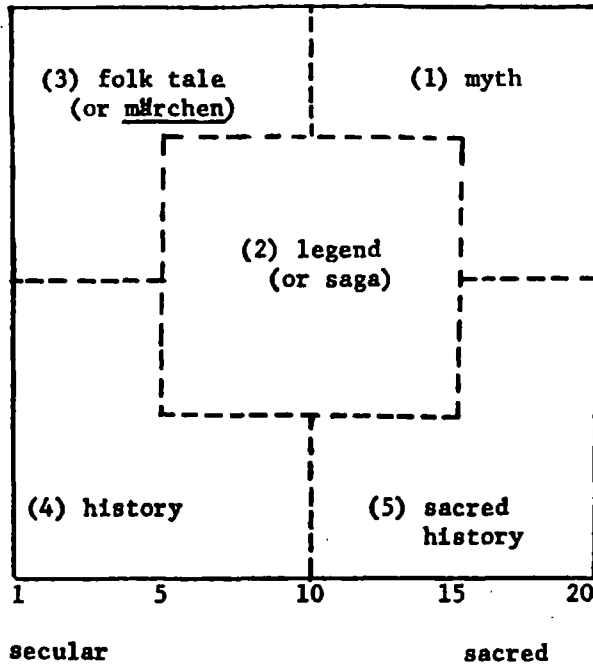 (3) folk tale
(or märchen)
(1) myth
(2) legend
(or saga)
(4) history
(5) sacred
history
1 5 10 15 20
secular sacred